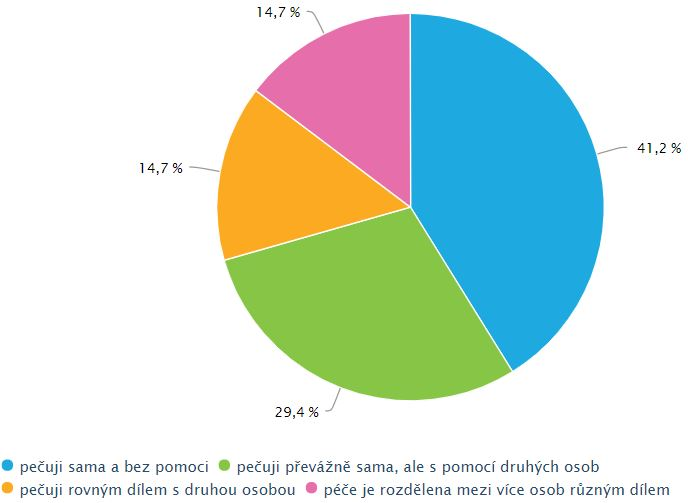 14,7 %
41,2 %
14,7 %
29,4 %
pečuji sama a bez pomoci pečuji převážně sama, ale s pomocí druhých osob
pečuji rovným dílem s druhou osobou péče je rozdělena mezi více osob různým dílem